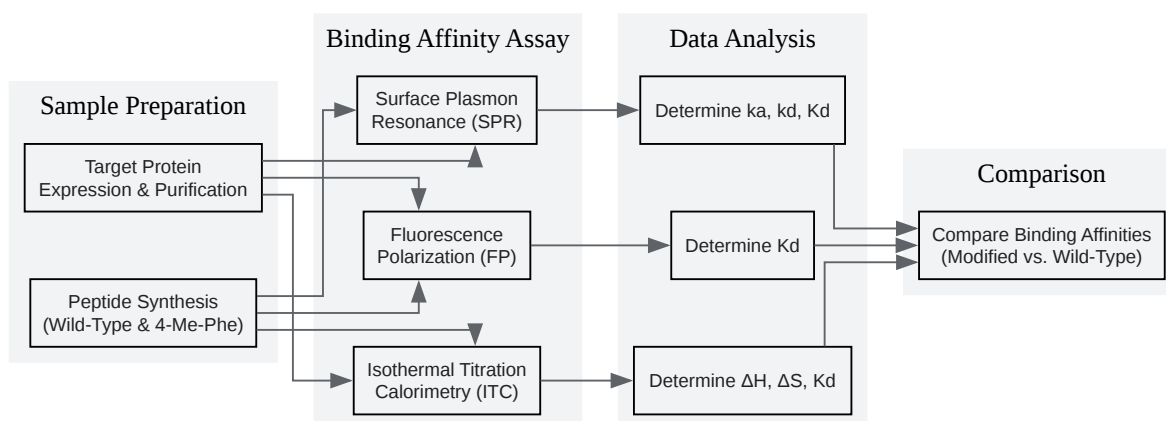 Sample Preparation
Target Protein
Expression & Purification
Peptide Synthesis
(Wild-Type & 4-Me-Phe)
Binding Affinity Assay
Surface Plasmon
Resonance (SPR)
Fluorescence
Polarization (FP)
Isothermal Titration
Calorimetry (ITC)
Data Analysis
Determine ka, kd, Kd
Determine Kd
Determine ΔH, ΔS, Kd
Comparison
Compare Binding Affinities
(Modified vs. Wild-Type)